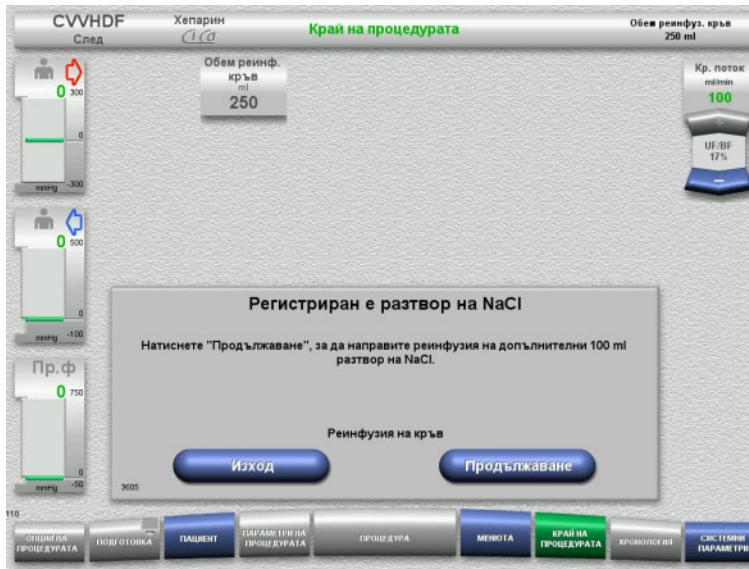 CVVHDF
След
Хепарин
Ci Ca
Край на процедурата
Обем реинфуз. кръв
250 ml
300
0
0
mmHg
-300
Обем реинф.
кръв
ml
250
Кр. поток
ml/min
100
UF/BF
17%
0
500
0
mmHg
-100
Пр.ф
0
750
0
mmHg
-50
Регистриран е разтвор на NaCl
Натиснете "Продължаване", за да направите реинфузия на допълнителни 100 ml
разтвор на NaCl.
Реинфузия на кръв
Изход
Продължаване
3605
110
ОПЦИИ НА
ПРОЦЕДУРАТА
ПОДГОТОВКА
ПАЦИЕНТ
ПАРАМЕТРИ НА
ПРОЦЕДУРАТА
ПРОЦЕДУРА
МЕНЮТА
КРАЙ НА
ПРОЦЕДУРАТА
ХРОНОЛОГИЯ
СИСТЕМНИ
ПАРАМЕТРИ